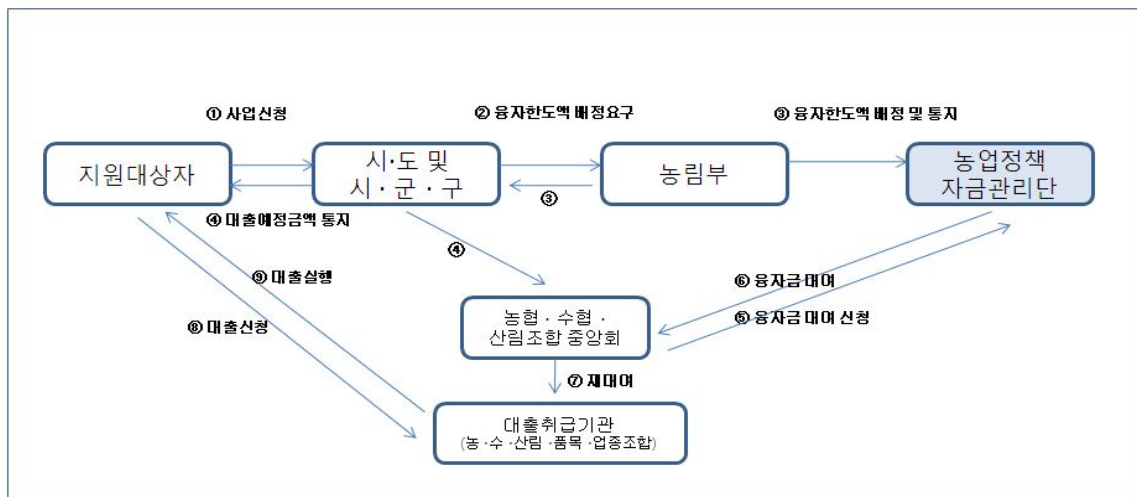 ① 사업신청
② 융자한도액 배정요구
③ 융자한도액 배정 및 통지
지원대상자
시·도 및
시·군·구
농림부
농업정책
자금관리단
③
④ 대출예정금액 통지
④
⑨ 대출실행
⑥ 융자금 대여
⑧ 대출신청
농협·수협·
산림조합 중앙회
⑤ 융자금 대여 신청
⑦ 재대여
대출취급기관
(농·수·산림·품목·업종조합)